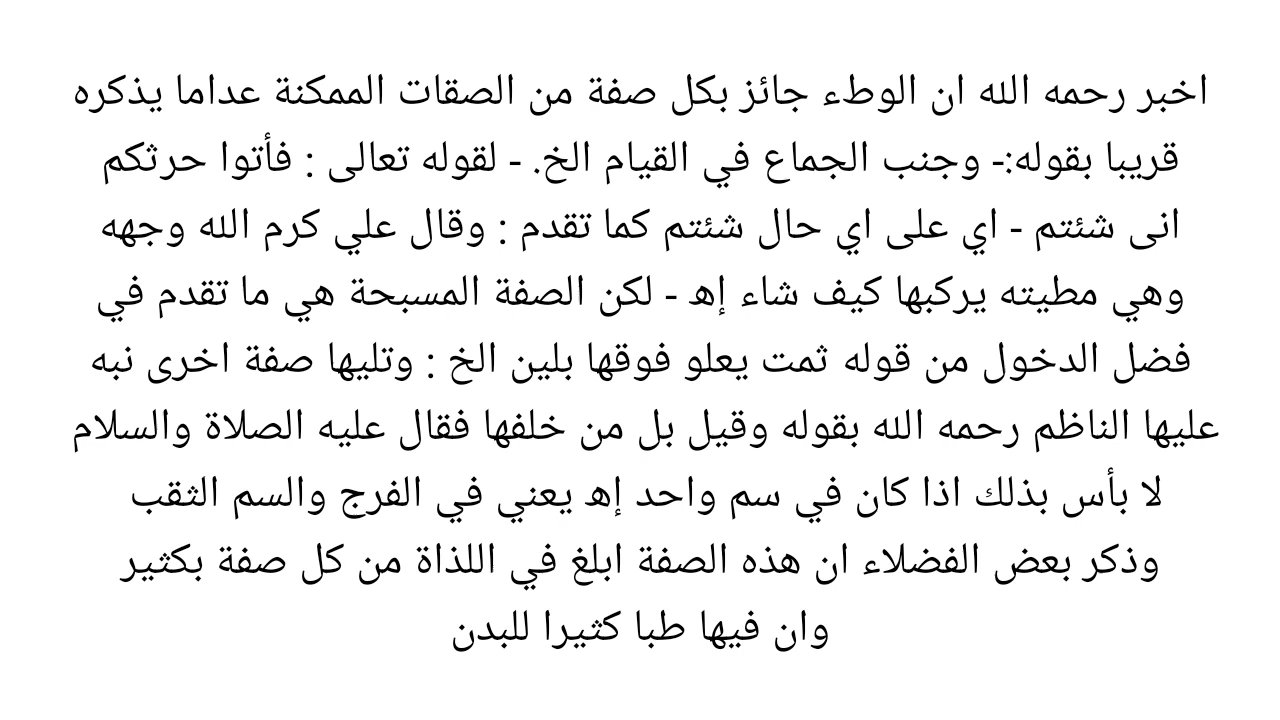 اخبر رحمه الله ان الوطء جائز بكل صفة من الصقات الممكنة عداما يذكره
قريبا بقوله:- وجنب الجماع في القيام الخ. - لقوله تعالى : فأتوا حرثكم
انى شئتم - اي على اي حال شئتم كما تقدم : وقال علي كرم الله وجهه
وهي مطيته يركبها كيف شاء إهـ - لكن الصفة المسبحة هي ما تقدم في
فضل الدخول من قوله ثمت يعلو فوقها بلين الخ : وتليها صفة اخرى نبه
عليها الناظم رحمه الله بقوله وقيل بل من خلفها فقال عليه الصلاة والسلام
لا بأس بذلك اذا كان في سم واحد إهـ يعني في الفرج والسم الثقب
وذكر بعض الفضلاء ان هذه الصفة ابلغ في اللذاة من كل صفة بكثير
وان فيها طبا كثيرا للبدن